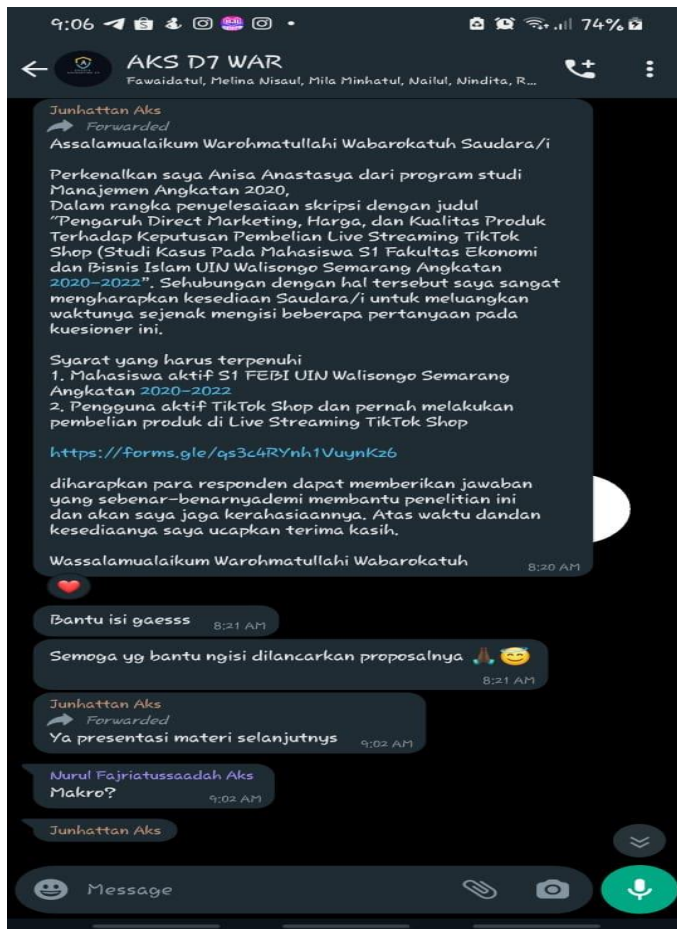 9:06
74%
AKS D7 WAR
Fawaidatul, Melina Nisaul, Mila Minhatul, Nailul, Nindita, R...
Junhattan Aks
Forwarded
Assalamualaikum Warohmatullahi Wabarokatuh Saudara/i
Perkenalkan saya Anisa Anastasya dari program studi
Manajemen Angkatan 2020,
Dalam rangka penyelesaiaan skripsi dengan judul
"Pengaruh Direct Marketing, Harga, dan Kualitas Produk
Terhadap Keputusan Pembelian Live Streaming TikTok
Shop (Studi Kasus Pada Mahasiswa S1 Fakultas Ekonomi
dan Bisnis Islam UIN Walisongo Semarang Angkatan
2020-2022". Sehubungan dengan hal tersebut saya sangat
mengharapkan kesediaan Saudara/i untuk meluangkan
waktunya sejenak mengisi beberapa pertanyaan pada
kuesioner ini.
Syarat yang harus terpenuhi
1. Mahasiswa aktif S1 FEBI UIN Walisongo Semarang
Angkatan 2020-2022
2. Pengguna aktif TikTok Shop dan pernah melakukan
pembelian produk di Live Streaming TikTok Shop
https://forms.gle/qs3c4RYnh1VuynKz6
diharapkan para responden dapat memberikan jawaban
yang sebenar-benarnyademi membantu penelitian ini
dan akan saya jaga kerahasiaannya. Atas waktu dandan
kesediaanya saya ucapkan terima kasih.
Wassalamualaikum Warohmatullahi Wabarokatuh
8:20 AM
Bantu isi gaesss 8:21 AM
Semoga yg bantu ngisi dilancarkan proposalnya
8:21 AM
Junhattan Aks
Forwarded
Ya presentasi materi selanjutnys 9:02 AM
Nurul Fajriatussaadah Aks
Makro? 9:02 AM
Junhattan Aks
Message